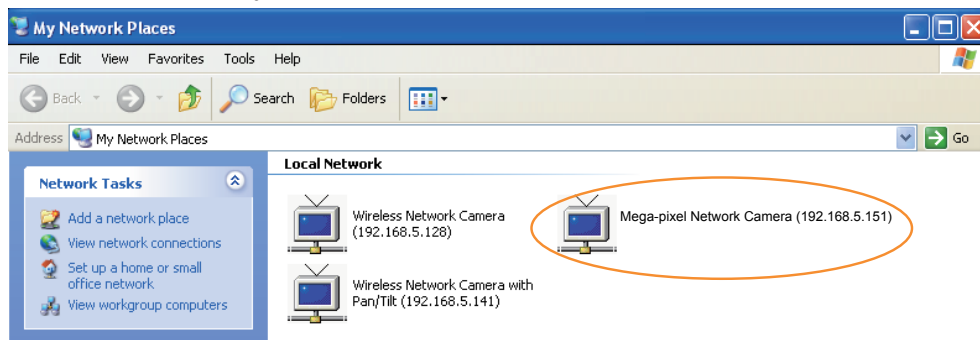 My Network Places
File Edit View Favorites Tools Help
Back Search Folders
Address My Network Places Go
Local Network
Network Tasks
Add a network place
View network connections
Set up a home or small
office network
View workgroup computers
Wireless Network Camera
(192.168.5.128)
Mega-pixel Network Camera (192.168.5.151)
Wireless Network Camera with
Pan/Tilt (192.168.5.141)